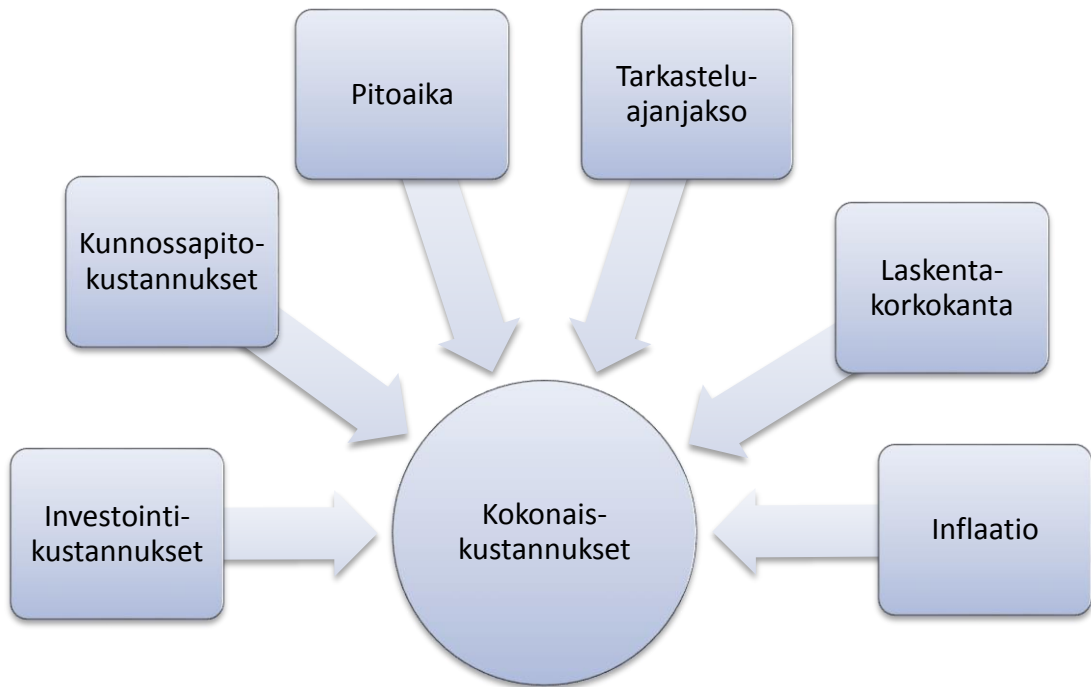 Pitoaika
Tarkastelu-
ajanjakso
Kunnossapito-
kustannukset
Laskenta-
korkokanta
Investointi-
kustannukset
Kokonais-
kustannukset
Inflaatio